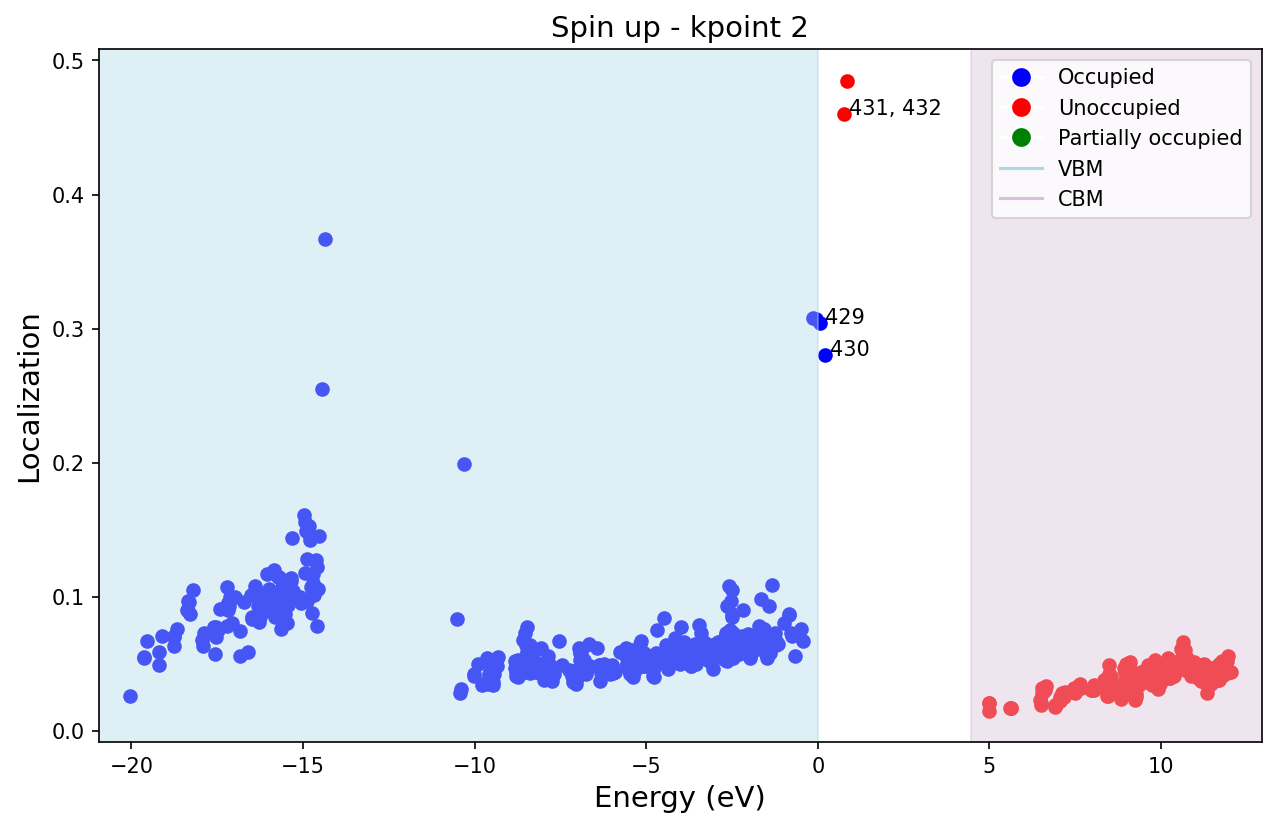 Spin up - kpoint 2
0.5
0.4
0.3
0.2
0.1
0.0
Localization
431, 432
429
430
Occupied
Unoccupied
Partially occupied
VBM
CBM
−20
−15
−10
−5
0
5
10
Energy (eV)